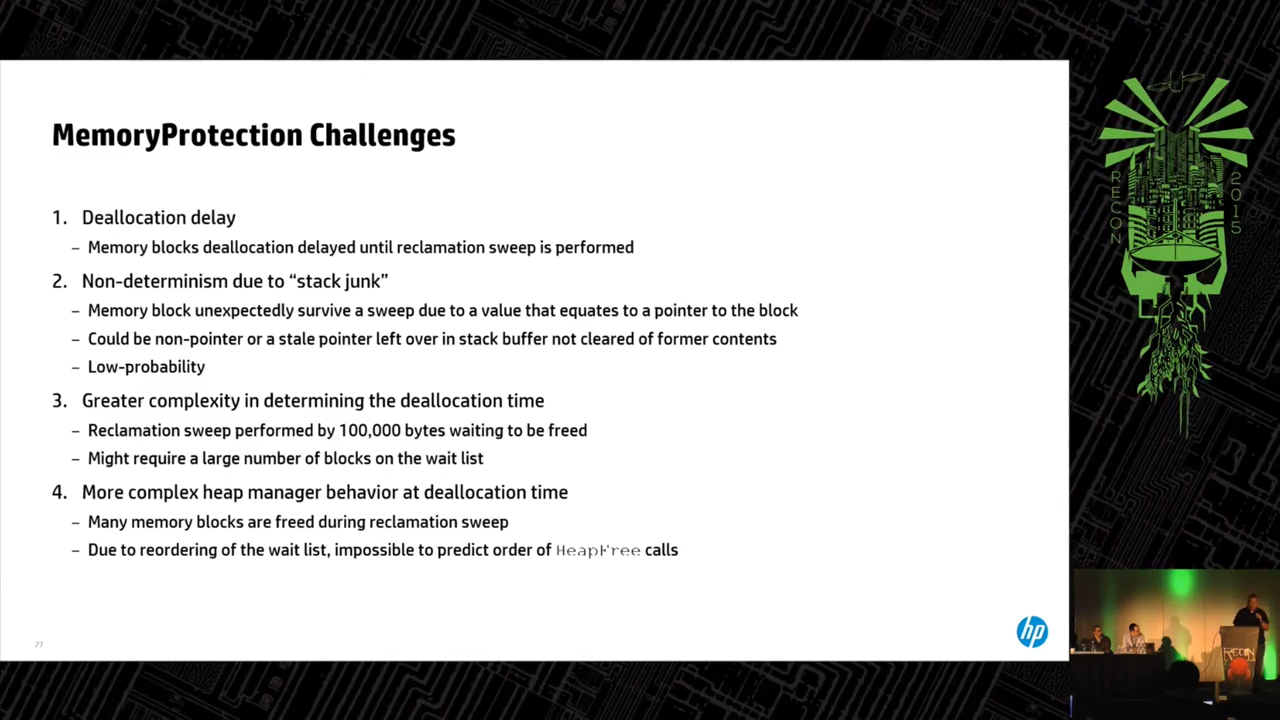 MemoryProtection Challenges
1. Deallocation delay
– Memory blocks deallocation delayed until reclamation sweep is performed
2. Non-determinism due to “stack junk”
– Memory block unexpectedly survive a sweep due to a value that equates to a pointer to the block
– Could be non-pointer or a stale pointer left over in stack buffer not cleared of former contents
– Low-probability
3. Greater complexity in determining the deallocation time
– Reclamation sweep performed by 100,000 bytes waiting to be freed
– Might require a large number of blocks on the wait list
4. More complex heap manager behavior at deallocation time
– Many memory blocks are freed during reclamation sweep
– Due to reordering of the wait list, impossible to predict order of HeapFree calls
77
hp
RECON
2015
RECON